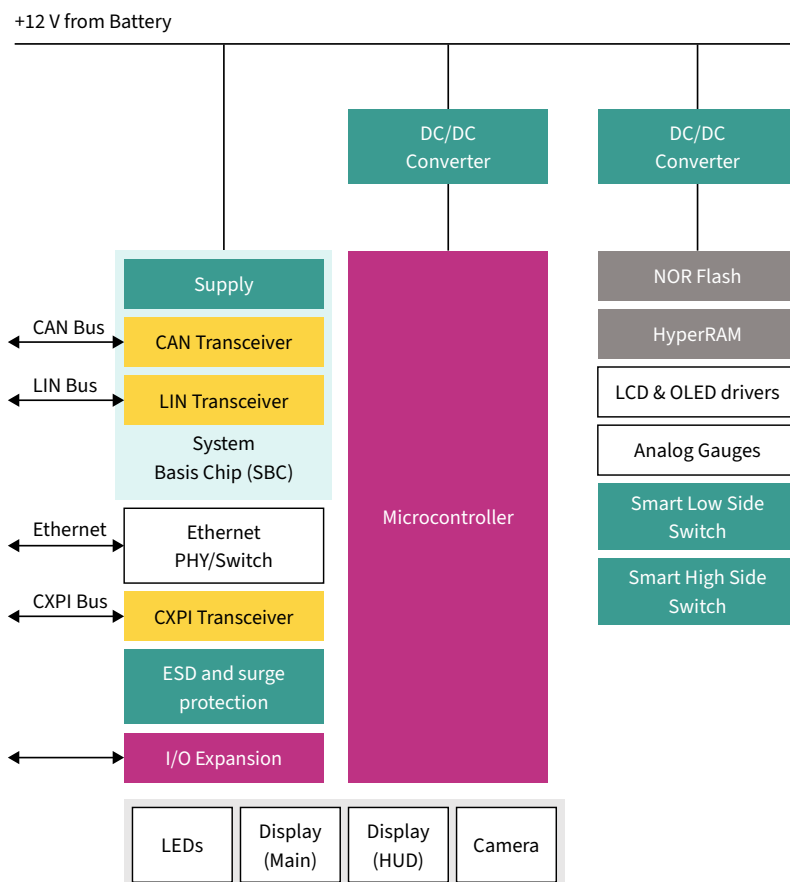 +12 V from Battery
DC/DC
Converter
DC/DC
Converter
Supply
CAN Bus
CAN Transceiver
LIN Bus
LIN Transceiver
System
Basis Chip (SBC)
Ethernet
Ethernet
PHY/Switch
CXPI Bus
CXPI Transceiver
ESD and surge
protection
I/O Expansion
Microcontroller
NOR Flash
HyperRAM
LCD & OLED drivers
Analog Gauges
Smart Low Side
Switch
Smart High Side
Switch
LEDs
Display
(Main)
Display
(HUD)
Camera